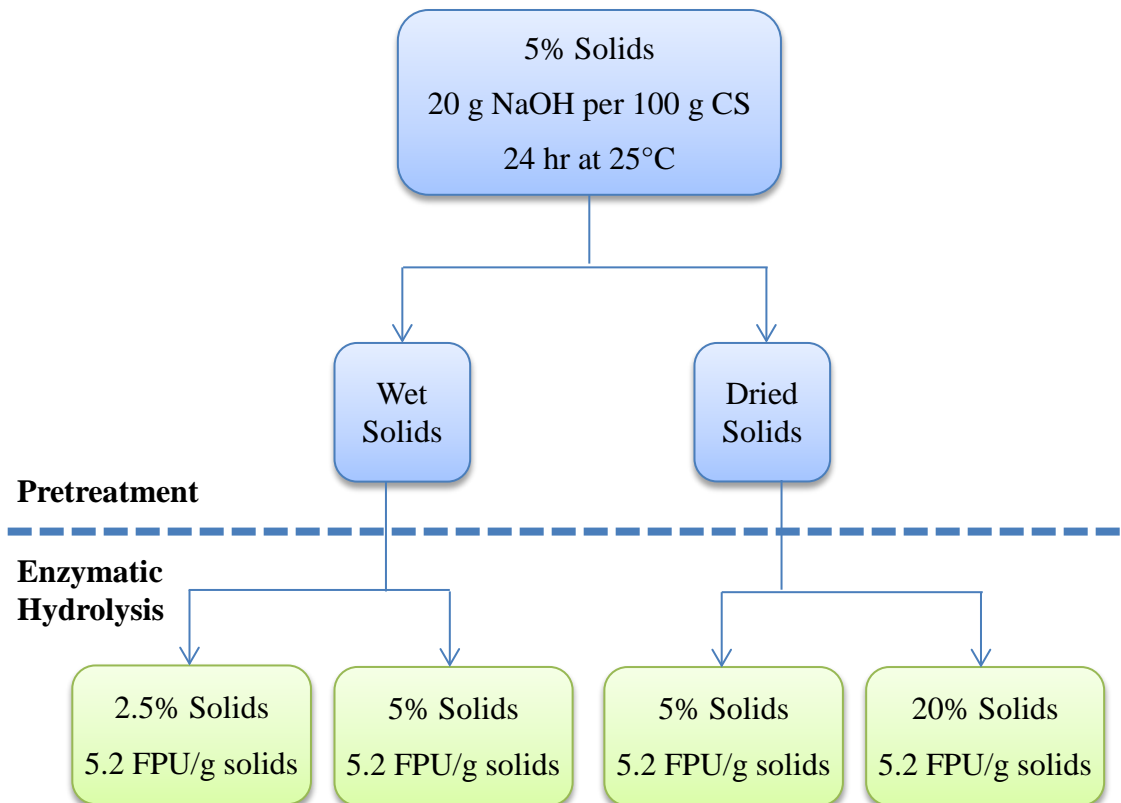 5% Solids
20 g NaOH per 100 g CS
24 hr at 25°C
Wet
Solids
Dried
Solids
Pretreatment
Enzymatic
Hydrolysis
2.5% Solids
5.2 FPU/g solids
5% Solids
5.2 FPU/g solids
5% Solids
5.2 FPU/g solids
20% Solids
5.2 FPU/g solids